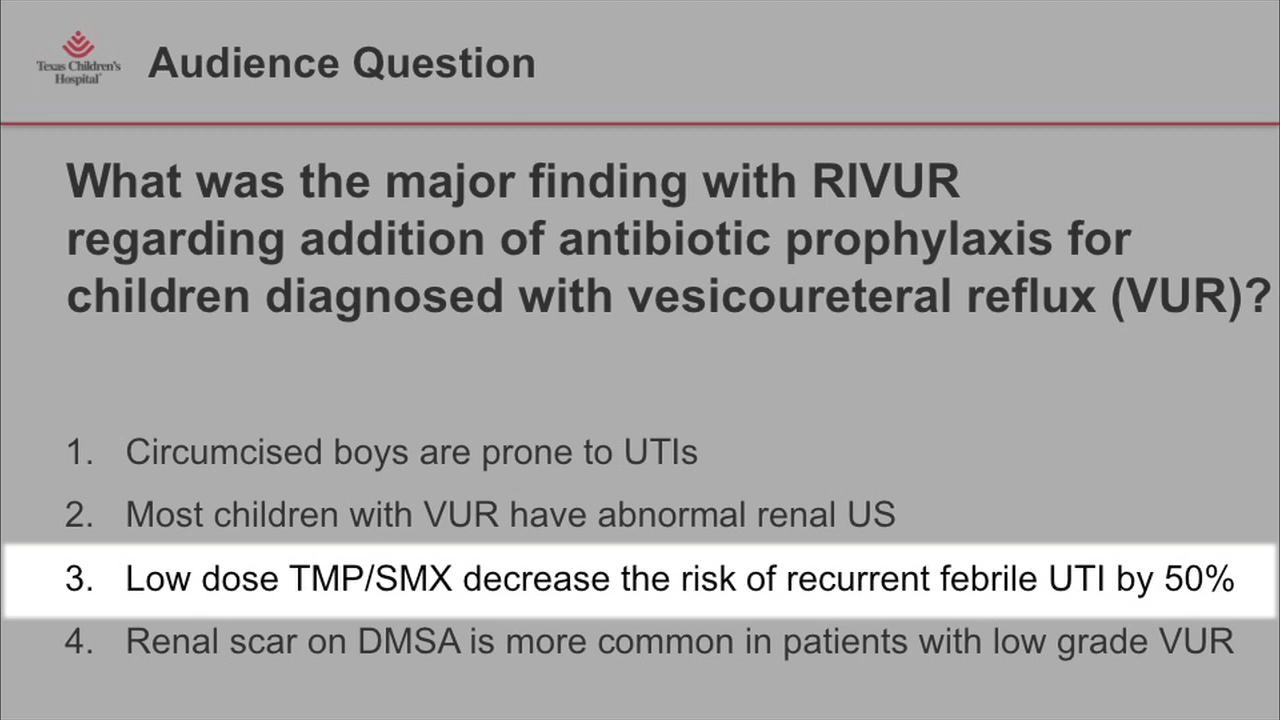 Texas Children's
Hospital
Audience Question
What was the major finding with RIVUR
regarding addition of antibiotic prophylaxis for
children diagnosed with vesicoureteral reflux (VUR)?
1. Circumcised boys are prone to UTIs
2. Most children with VUR have abnormal renal US
3. Low dose TMP/SMX decrease the risk of recurrent febrile UTI by 50%
4. Renal scar on DMSA is more common in patients with low grade VUR